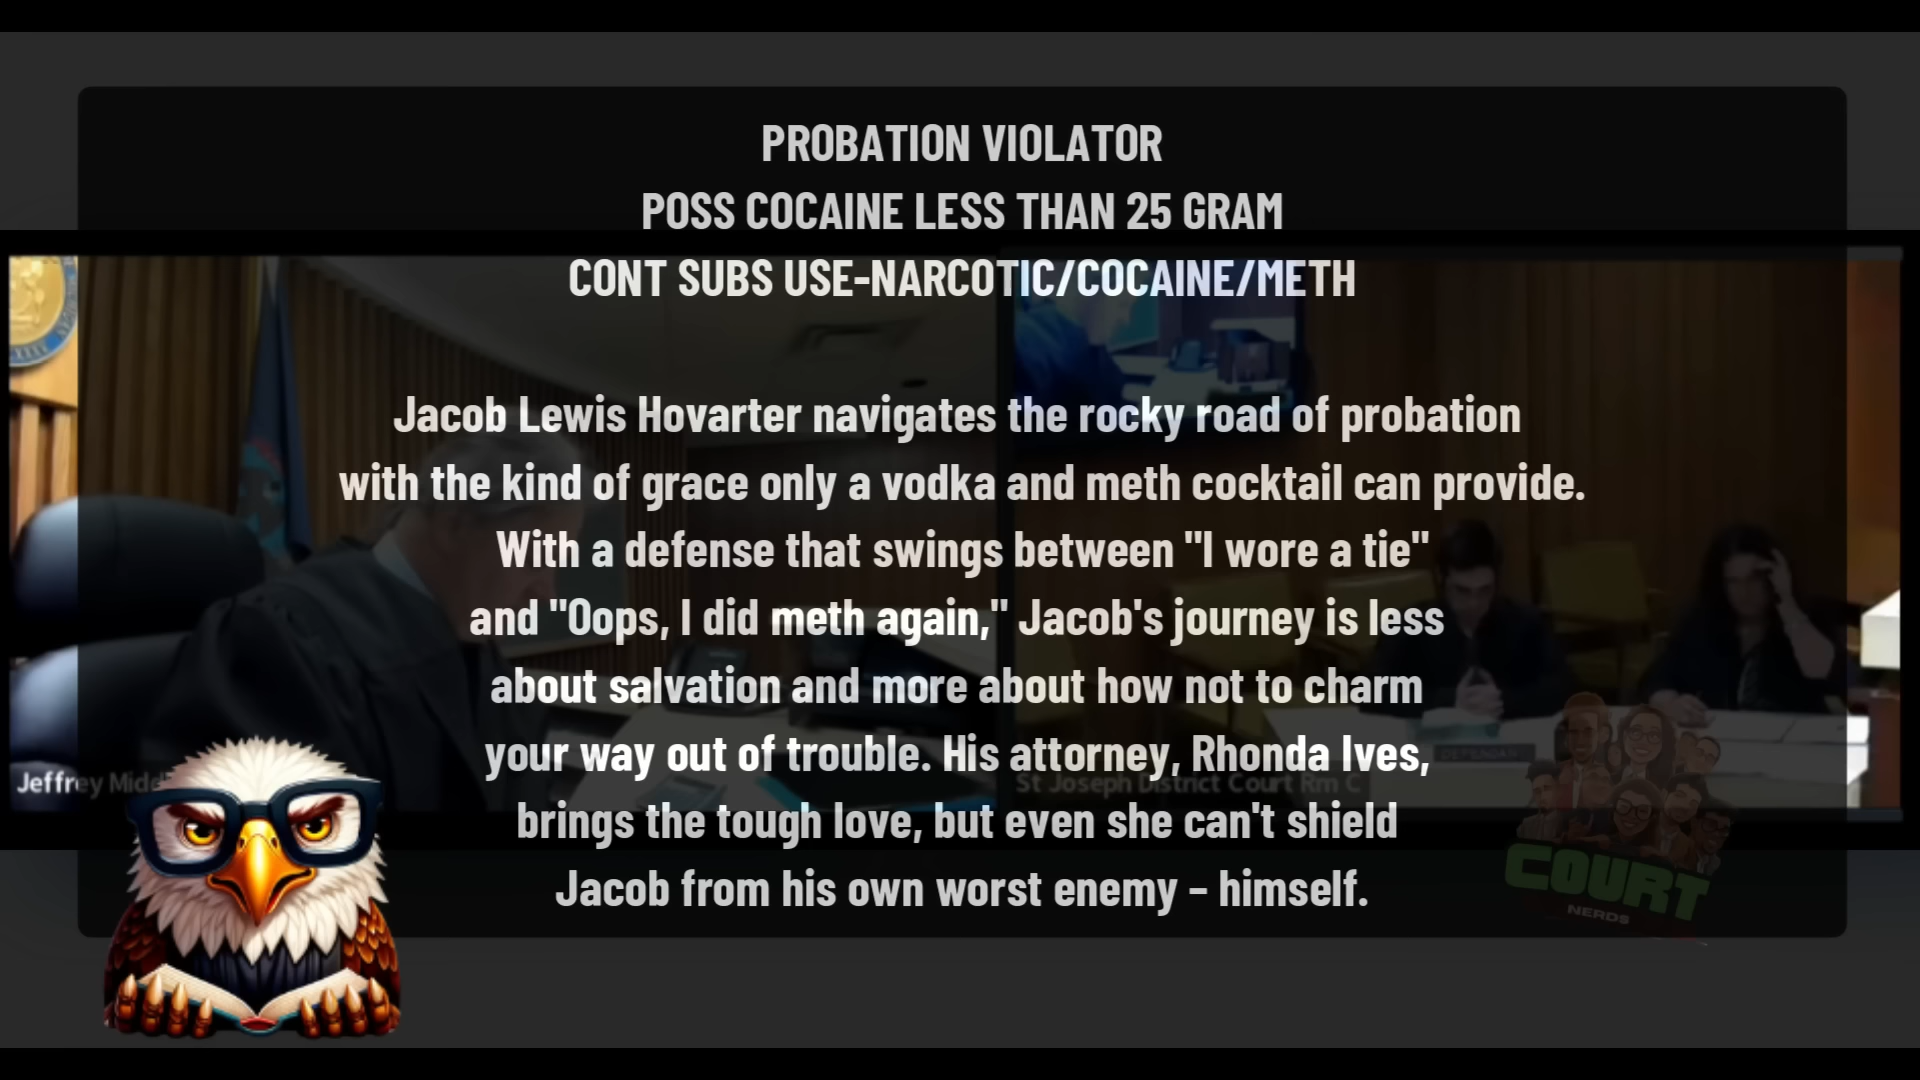 PROBATION VIOLATOR
POSS COCAINE LESS THAN 25 GRAM
CONT SUBS USE-NARCOTIC/COCAINE/METH
Jacob Lewis Hovarter navigates the rocky road of probation
with the kind of grace only a vodka and meth cocktail can provide.
With a defense that swings between "I wore a tie"
and "Oops, I did meth again," Jacob's journey is less
about salvation and more about how not to charm
your way out of trouble. His attorney, Rhonda Ives,
brings the tough love, but even she can't shield
Jacob from his own worst enemy – himself.
Jeffrey Midd
St Joseph District Court Rm C
DEFENDANT
COURT
NERDS